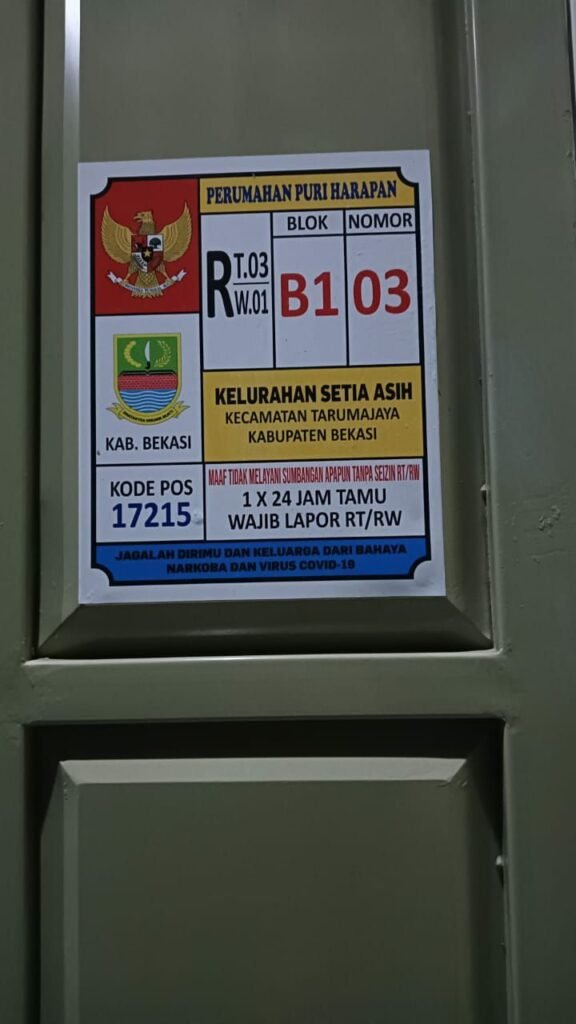 PERUMAHAN PURI HARAPAN
BLOK NOMOR
RT.03
RW.01
B1 03
KELURAHAN SETIA ASIH
KECAMATAN TARUMAJAYA
KABUPATEN BEKASI
KAB. BEKASI
KODE POS
17215
MAAF TIDAK MELAYANI SUMBANGAN APAPUN TANPA SEIZIN RT/RW
1 X 24 JAM TAMU
WAJIB LAPOR RT/RW
JAGALAH DIRIMU DAN KELUARGA DARI BAHAYA
NARKOBA DAN VIRUS COVID-19